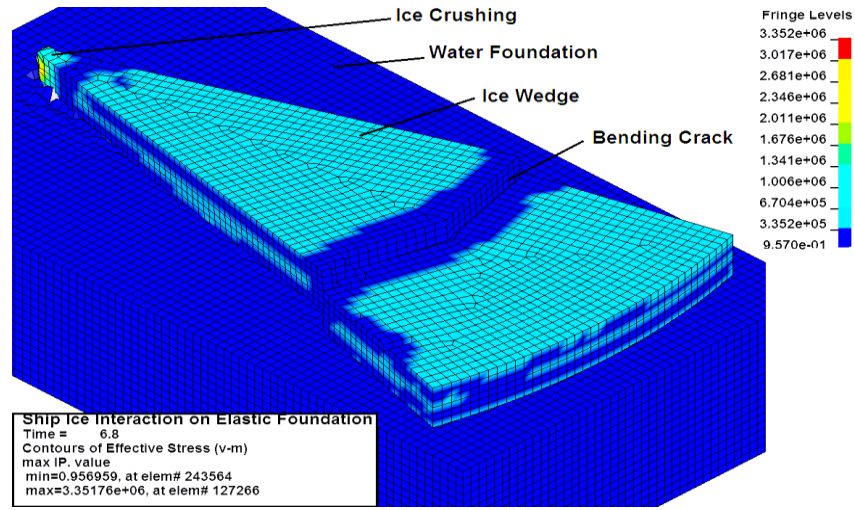 Ice Crushing
Water Foundation
Ice Wedge
Bending Crack
Fringe Levels
3.352e+06
3.017e+06
2.681e+06
2.346e+06
2.011e+06
1.676e+06
1.341e+06
1.006e+06
6.704e+05
3.352e+05
9.570e-01
Ship Ice Interaction on Elastic Foundation
Time = 6.8
Contours of Effective Stress (v-m)
max IP. value
min=0.956959, at elem# 243564
max=3.35176e+06, at elem# 127266